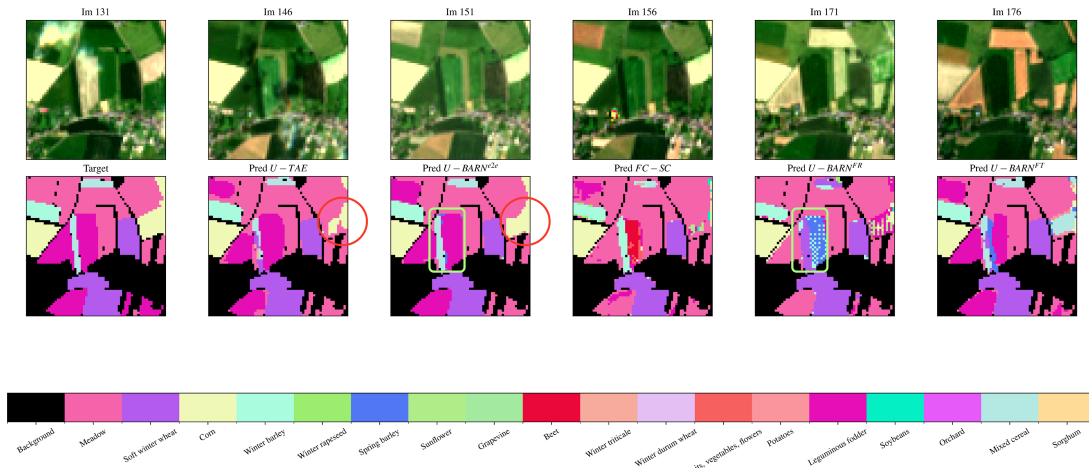 Im 131
Im 146
Im 151
Im 156
Im 171
Im 176
Target
Pred U − TAE
Pred U − BARN^e2e
Pred FC − SC
Pred U − BARN^FR
Pred U − BARN^FT
Background
Meadow
Soft winter wheat
Corn
Winter barley
Winter rapeseed
Spring barley
Sunflower
Grapevine
Beet
Winter triticale
Winter durum wheat
vegetables, flowers
Potatoes
Leguminous fodder
Soybeans
Orchard
Mixed cereal
Sorghum